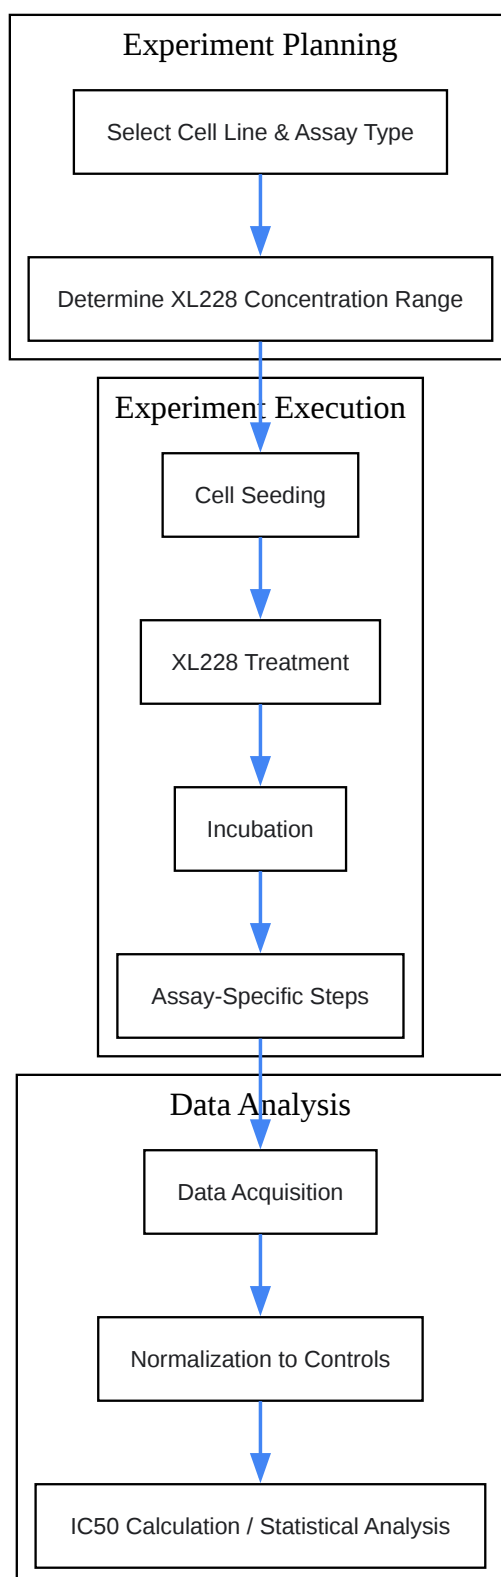 Experiment Planning
Select Cell Line & Assay Type
Determine XL228 Concentration Range
Experiment Execution
Cell Seeding
XL228 Treatment
Incubation
Assay-Specific Steps
Data Analysis
Data Acquisition
Normalization to Controls
IC50 Calculation / Statistical Analysis